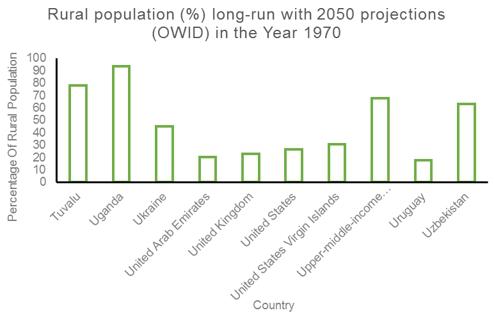 Rural population (%) long-run with 2050 projections
(OWID) in the Year 1970
Percentage Of Rural Population
100
90
80
70
60
50
40
30
20
10
0
Tuvalu
Uganda
Ukraine
United Arab Emirates
United Kingdom
United States
United States Virgin Islands
Upper-middle-income…
Uruguay
Uzbekistan
Country